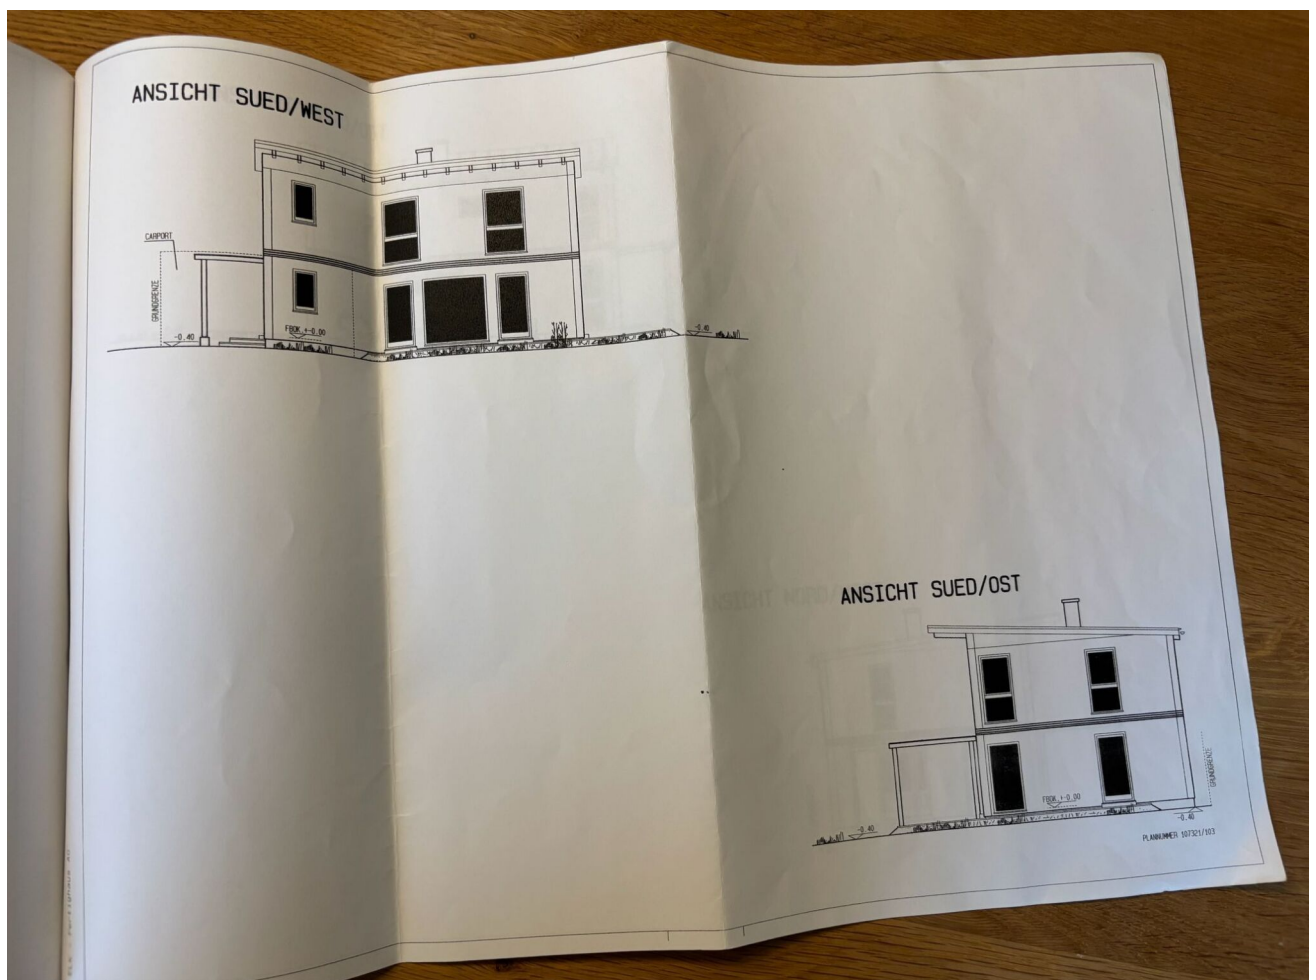 ANSICHT SUED/WEST
CARPORT
GRUNDGRENZE
-0.40
FBOK +-0.00
-0.40
ANSICHT SUED/OST
FBOK +-0.00
GRUNDGRENZE
-0.40
-0.40
PLANNUMMER 107321/103